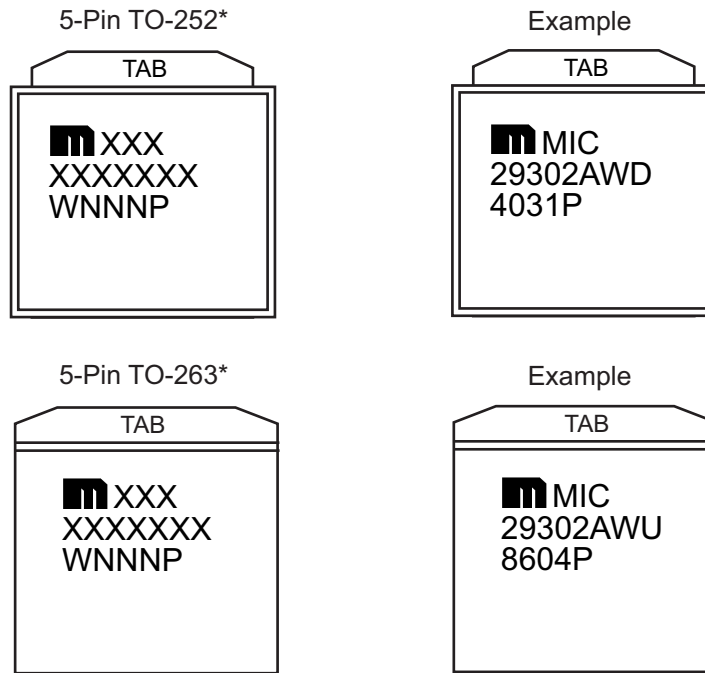 5-Pin TO-252*
Example
TAB
TAB
m XXX
XXXXXXX
WNNNP
m MIC
29302AWD
4031P
5-Pin TO-263*
Example
TAB
TAB
m XXX
XXXXXXX
WNNNP
m MIC
29302AWU
8604P